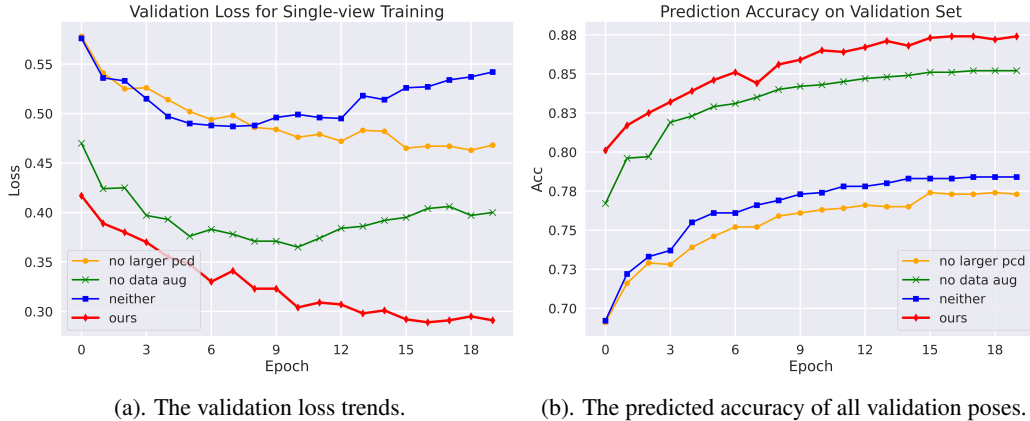 Validation Loss for Single-view Training
0.55
0.50
0.45
0.40
0.35
0.30
Loss
no larger pcd
no data aug
neither
ours
0 3 6 9 12 15 18
Epoch
(a). The validation loss trends.
Prediction Accuracy on Validation Set
0.88
0.85
0.83
0.80
0.78
0.75
0.73
0.70
Acc
no larger pcd
no data aug
neither
ours
0 3 6 9 12 15 18
Epoch
(b). The predicted accuracy of all validation poses.